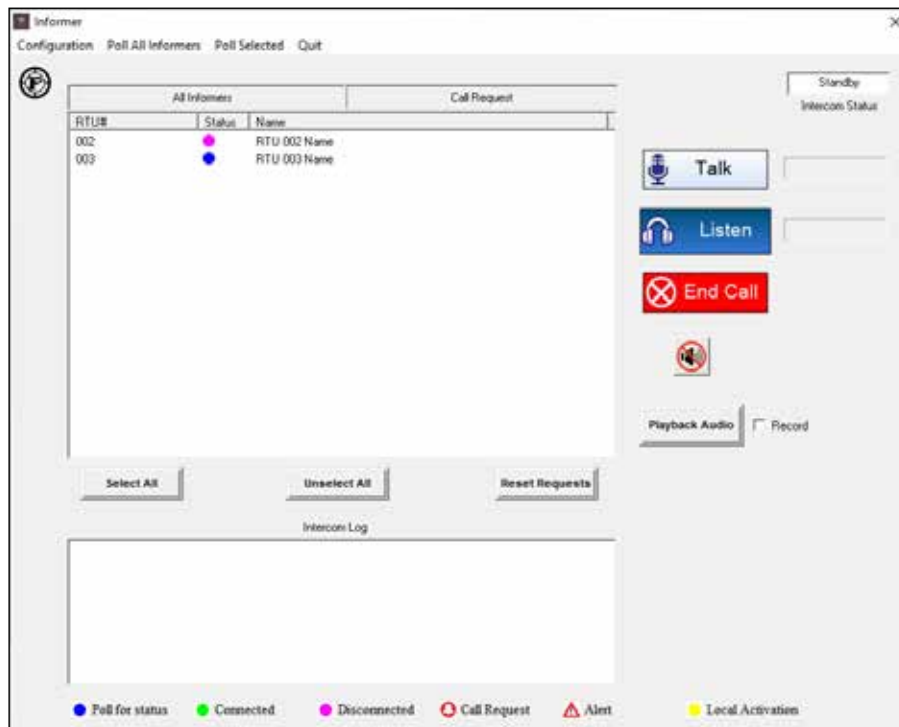 Informer
Configuration Poll All Informers Poll Selected Quit
Standby
Intercom Status
All Informers Call Request
RTU# Status Name
002 RTU 002 Name
003 RTU 003 Name
Talk
Listen
End Call
Playback Audio Record
Select All Unselect All Reset Requests
Intercom Log
Poll for status Connected Disconnected Call Request Alert Local Activation